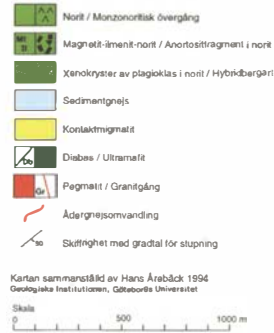 Norit / Monzonoritisk övergång
Mt
Magnetit-ilmenit-norit / Anortositfragment i norit
Xenokryster av plagioklas i norit / Hybridbergart
Sedimentgnejs
Kontaktmigmatit
Db
Diabas / Ultramafit
Gr
Pegmatit / Granitgång
Ådergnejsomvandling
50
Skiffrighet med gradtal för stupning
Kartan sammanställd av Hans Årebäck 1994
Geologiska Institutionen, Göteborgs Universitet
Skala
0 500 1000 m